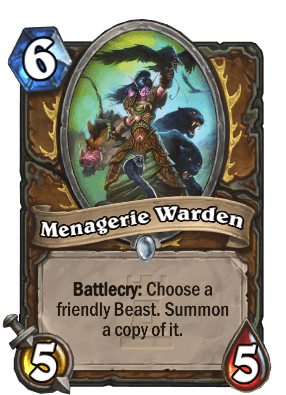 6
Menagerie Warden
Battlecry: Choose a
friendly Beast. Summon
a copy of it.
5
5